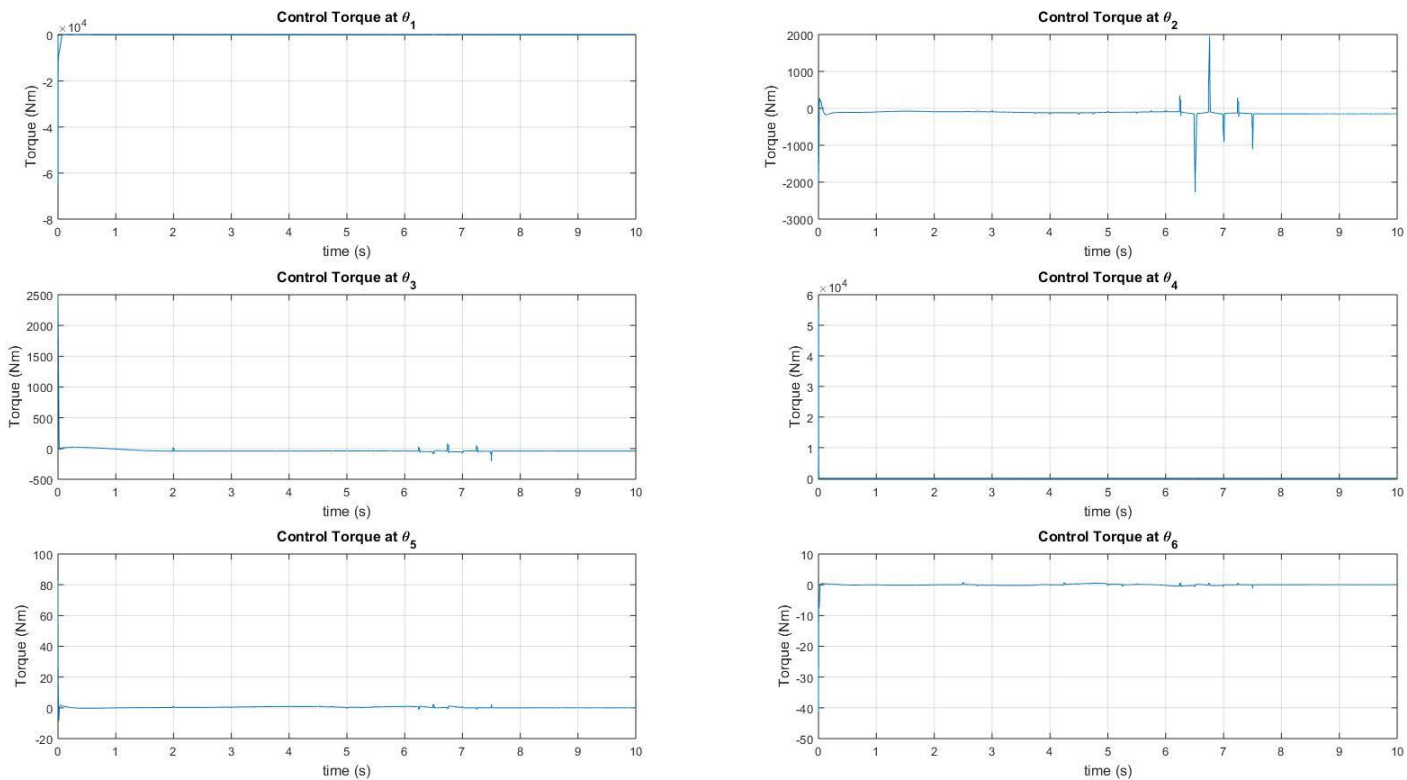 Control Torque at θ1
×10^4
0
-2
-4
-6
-8
Torque (Nm)
0 1 2 3 4 5 6 7 8 9 10
time (s)
Control Torque at θ2
2000
1000
0
-1000
-2000
-3000
Torque (Nm)
0 1 2 3 4 5 6 7 8 9 10
time (s)
Control Torque at θ3
2500
2000
1500
1000
500
0
-500
Torque (Nm)
0 1 2 3 4 5 6 7 8 9 10
time (s)
Control Torque at θ4
×10^4
6
5
4
3
2
1
0
Torque (Nm)
0 1 2 3 4 5 6 7 8 9 10
time (s)
Control Torque at θ5
100
80
60
40
20
0
-20
Torque (Nm)
0 1 2 3 4 5 6 7 8 9 10
time (s)
Control Torque at θ6
10
0
-10
-20
-30
-40
-50
Torque (Nm)
0 1 2 3 4 5 6 7 8 9 10
time (s)